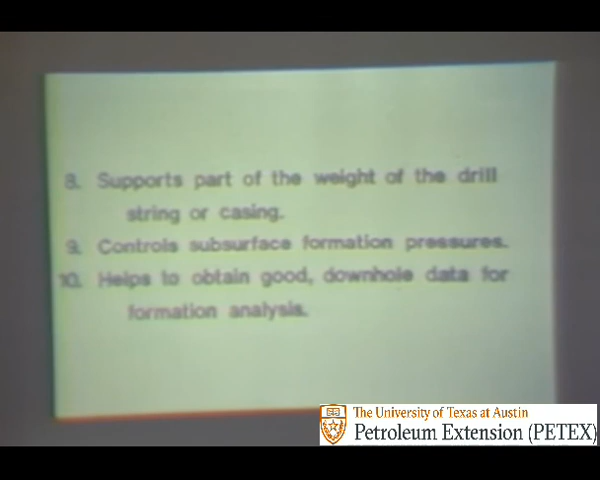 8. Supports part of the weight of the drill
string or casing.
9. Controls subsurface formation pressures.
10. Helps to obtain good, downhole data for
formation analysis.
The University of Texas at Austin
Petroleum Extension (PETEX)